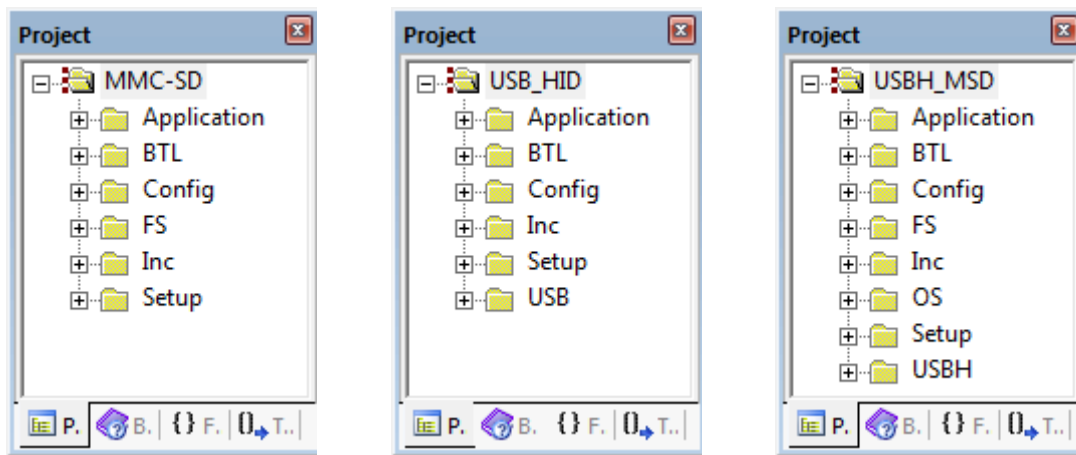 Project
MMC-SD
Application
BTL
Config
FS
Inc
Setup
P. B. {} F. {} T..
Project
USB_HID
Application
BTL
Config
Inc
Setup
USB
P. B. {} F. {} T..
Project
USBH_MSD
Application
BTL
Config
FS
Inc
OS
Setup
USBH
P. B. {} F. {} T..